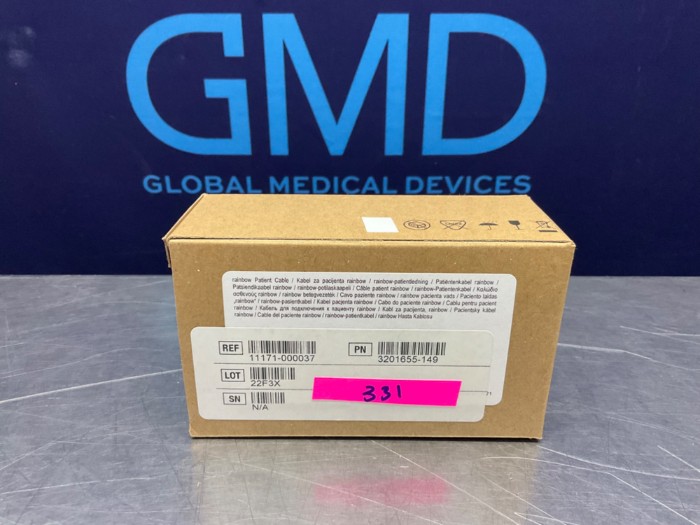 GMD
GLOBAL MEDICAL DEVICES
rainbow Patient Cable / Kabel za pacijenta rainbow / rainbow-patientledning / Patiëntenkabel rainbow /
Patsiendikaabel rainbow / rainbow-potilaskaapeli / Câble patient rainbow / rainbow-Patientenkabel / Καλώδιο
ασθενούς rainbow / rainbow betegvezeték / Cavo paziente rainbow / rainbow pacienta vads / Paciento laidas
„rainbow“ / rainbow-pasientkabel / Kabel pacjenta rainbow / Cabo do paciente rainbow / Cablu pentru pacient
rainbow / Кабель для подключения к пациенту rainbow / Kabl za pacijenta, rainbow / Pacientsky kábel
rainbow / Cable del paciente rainbow / rainbow-patientkabel / rainbow Hasta Kablosu
REF 11171-000037 PN 3201655-149
LOT 22F3X
331
SN N/A